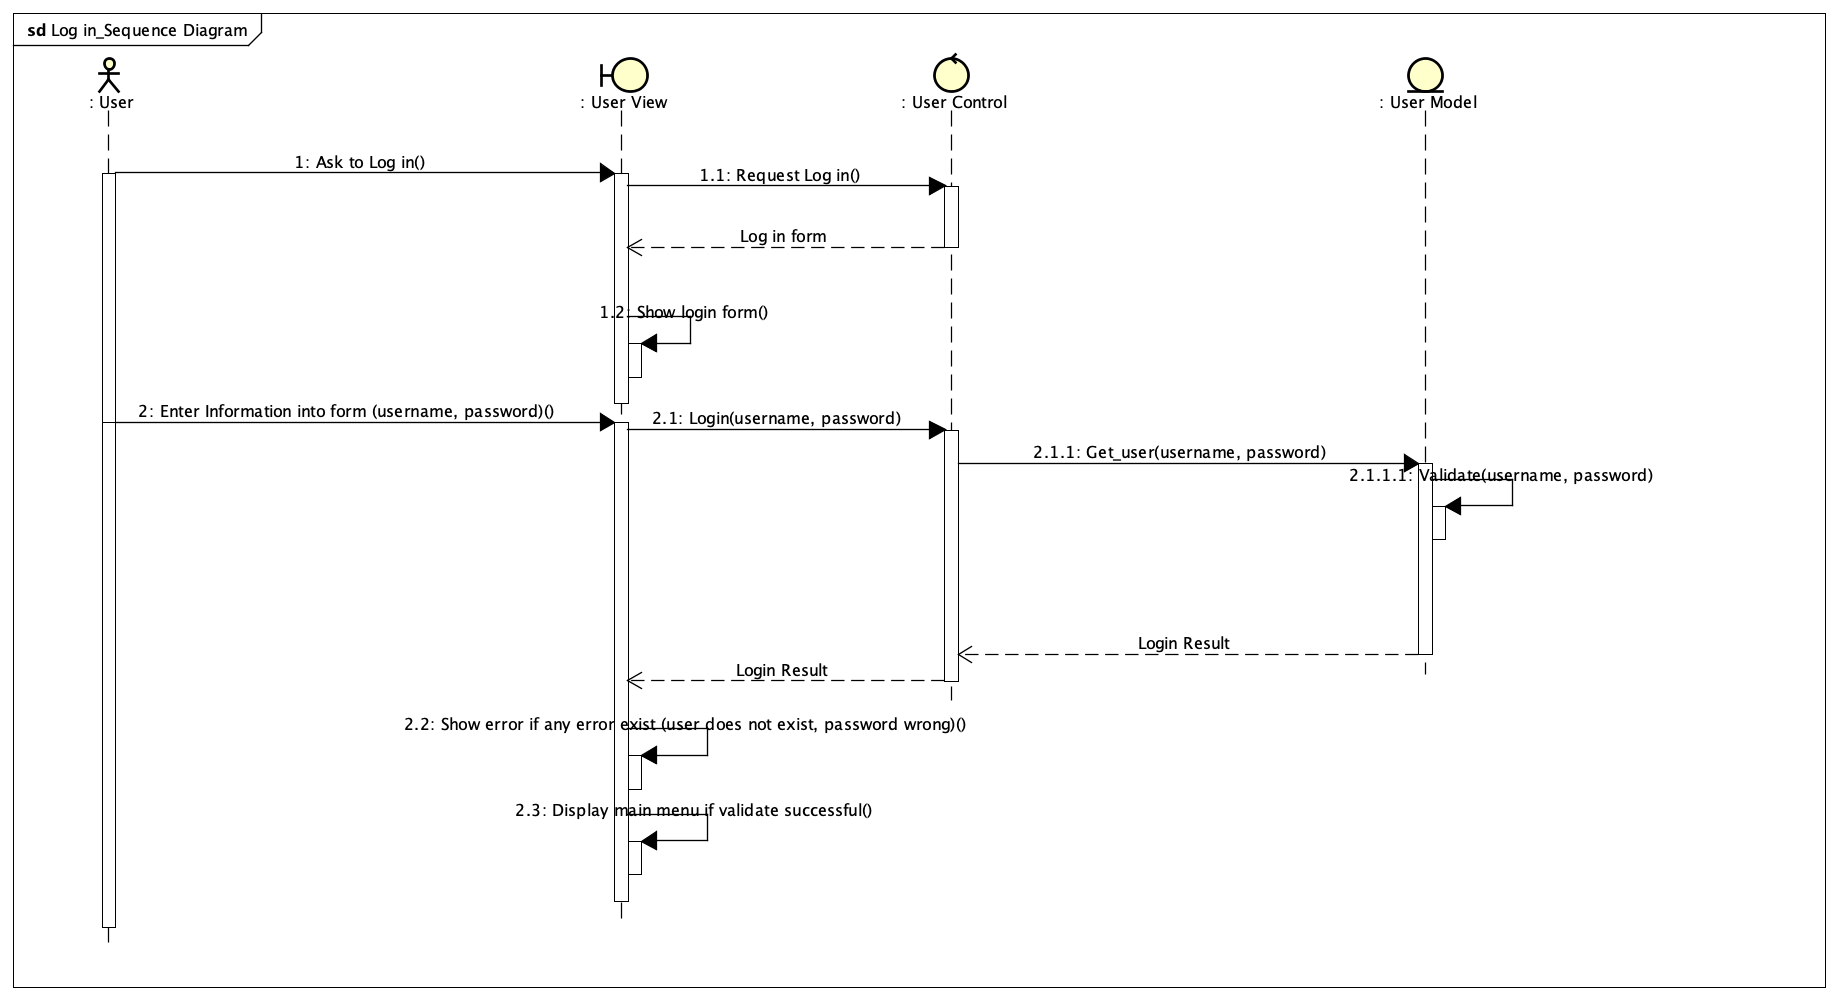 sd Log in_Sequence Diagram
: User
: User View
: User Control
: User Model
1: Ask to Log in()
1.1: Request Log in()
Log in form
1.2: Show login form()
2: Enter Information into form (username, password)()
2.1: Login(username, password)
2.1.1: Get_user(username, password)
2.1.1.1: Validate(username, password)
Login Result
Login Result
2.2: Show error if any error exist (user does not exist, password wrong)()
2.3: Display main menu if validate successful()